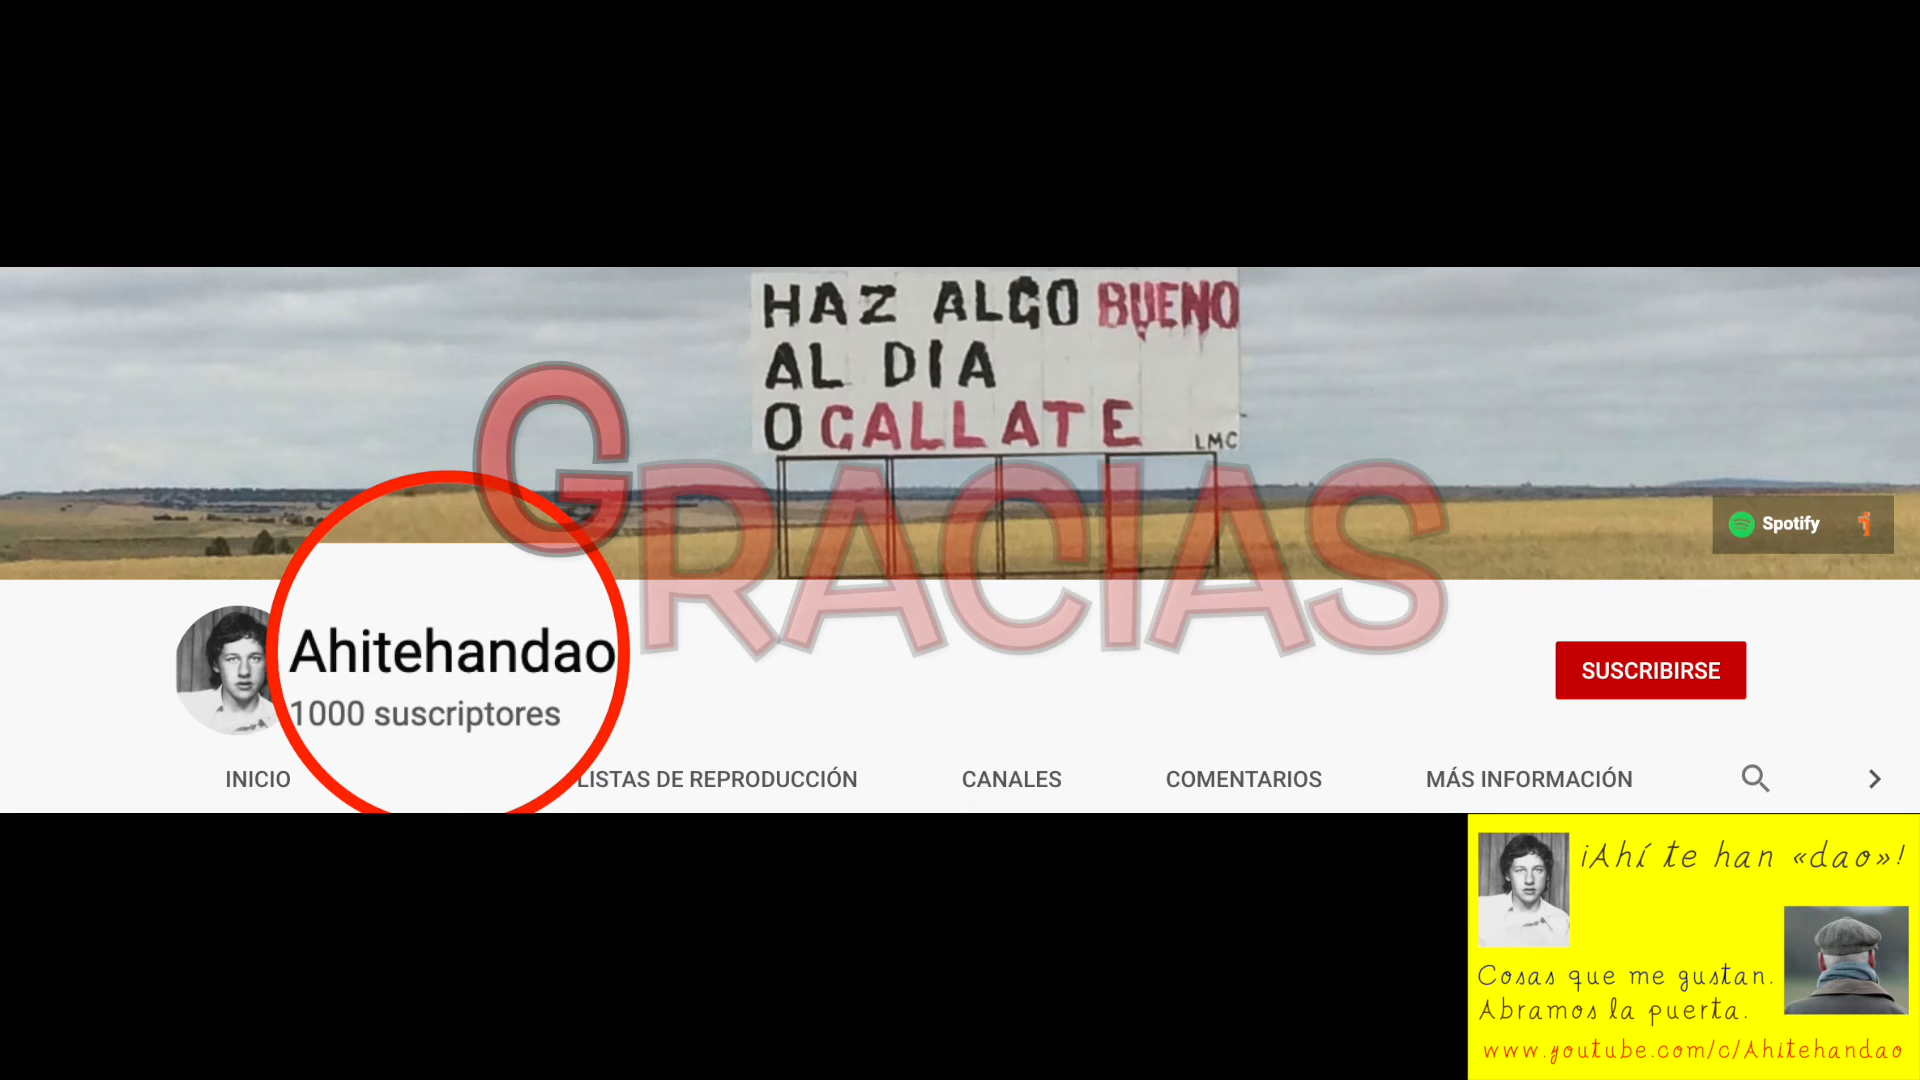 HAZ ALGO BUENO
AL DIA
O CALLATE
LMC
GRACIAS
Spotify
Ahitehandao
1000 suscriptores
SUSCRIBIRSE
INICIO LISTAS DE REPRODUCCIÓN CANALES COMENTARIOS MÁS INFORMACIÓN
¡Ahí te han «dao»!
Cosas que me gustan.
Abramos la puerta.
www.youtube.com/c/Ahitehandao